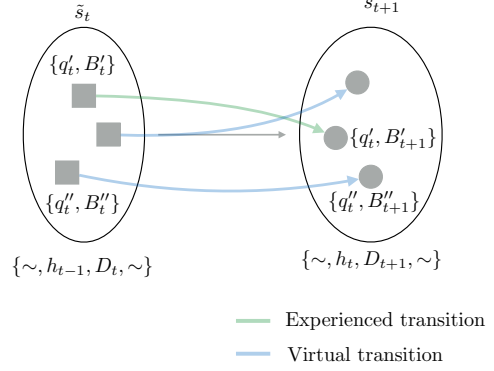 s̃_t s_{t+1}
{q′_t, B′_t}
{q′_t, B′_{t+1}}
{q″_t, B″_t} {q″_t, B″_{t+1}}
{∼, h_{t−1}, D_t, ∼} {∼, h_t, D_{t+1}, ∼}
Experienced transition
Virtual transition